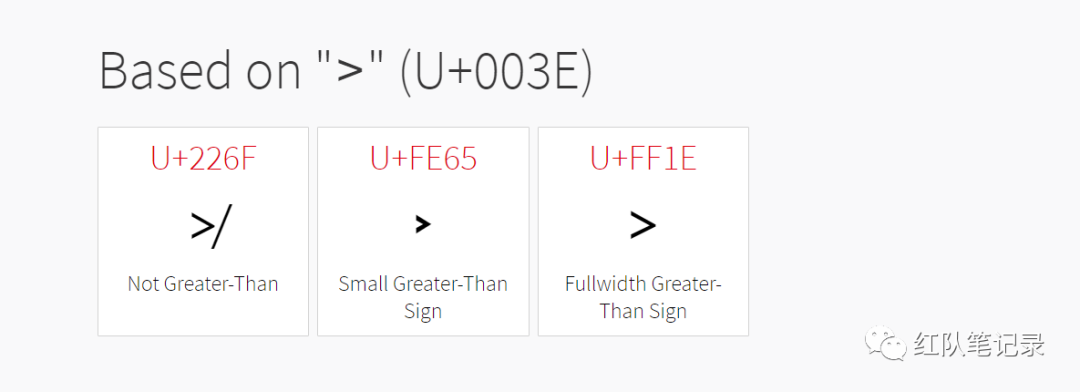 Based on ">" (U+003E)
U+226F
≯
Not Greater-Than
U+FE65
﹥
Small Greater-Than
Sign
U+FF1E
>
Fullwidth Greater-
Than Sign
红队笔记录